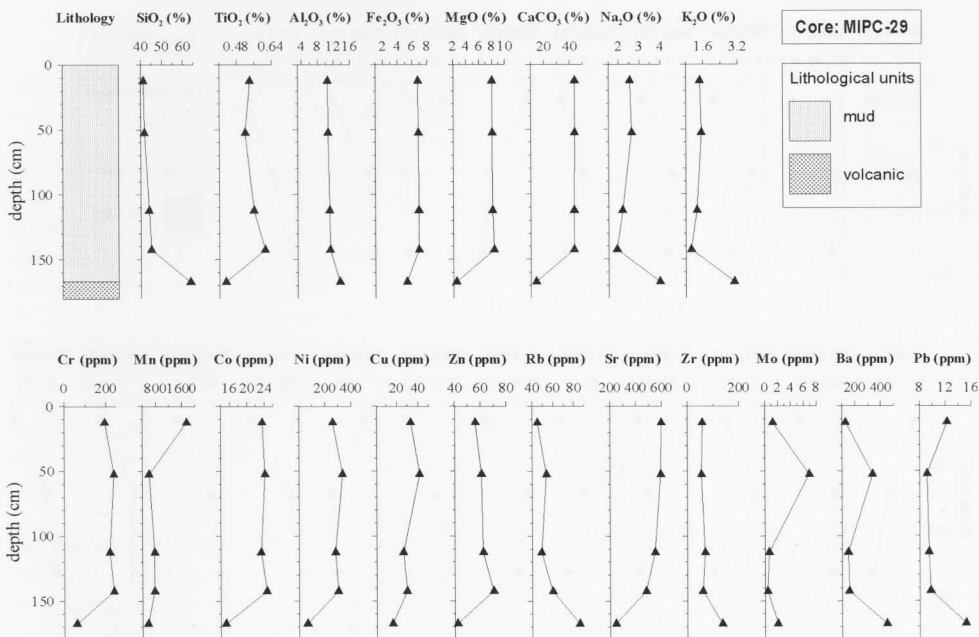 Lithology SiO2 (%) TiO2 (%) Al2O3 (%) Fe2O3 (%) MgO (%) CaCO3 (%) Na2O (%) K2O (%)
40 50 60 0.48 0.64 4 8 12 16 2 4 6 8 2 4 6 8 10 20 40 2 3 4 1.6 3.2
Core: MIPC-29
Lithological units
mud
volcanic
0
50
100
150
depth (cm)
Cr (ppm) Mn (ppm) Co (ppm) Ni (ppm) Cu (ppm) Zn (ppm) Rb (ppm) Sr (ppm) Zr (ppm) Mo (ppm) Ba (ppm) Pb (ppm)
0 200 800 1600 16 20 24 200 400 20 40 40 60 80 40 60 80 200 400 600 0 200 0 2 4 6 8 200 400 8 12 16
0
50
100
150
depth (cm)